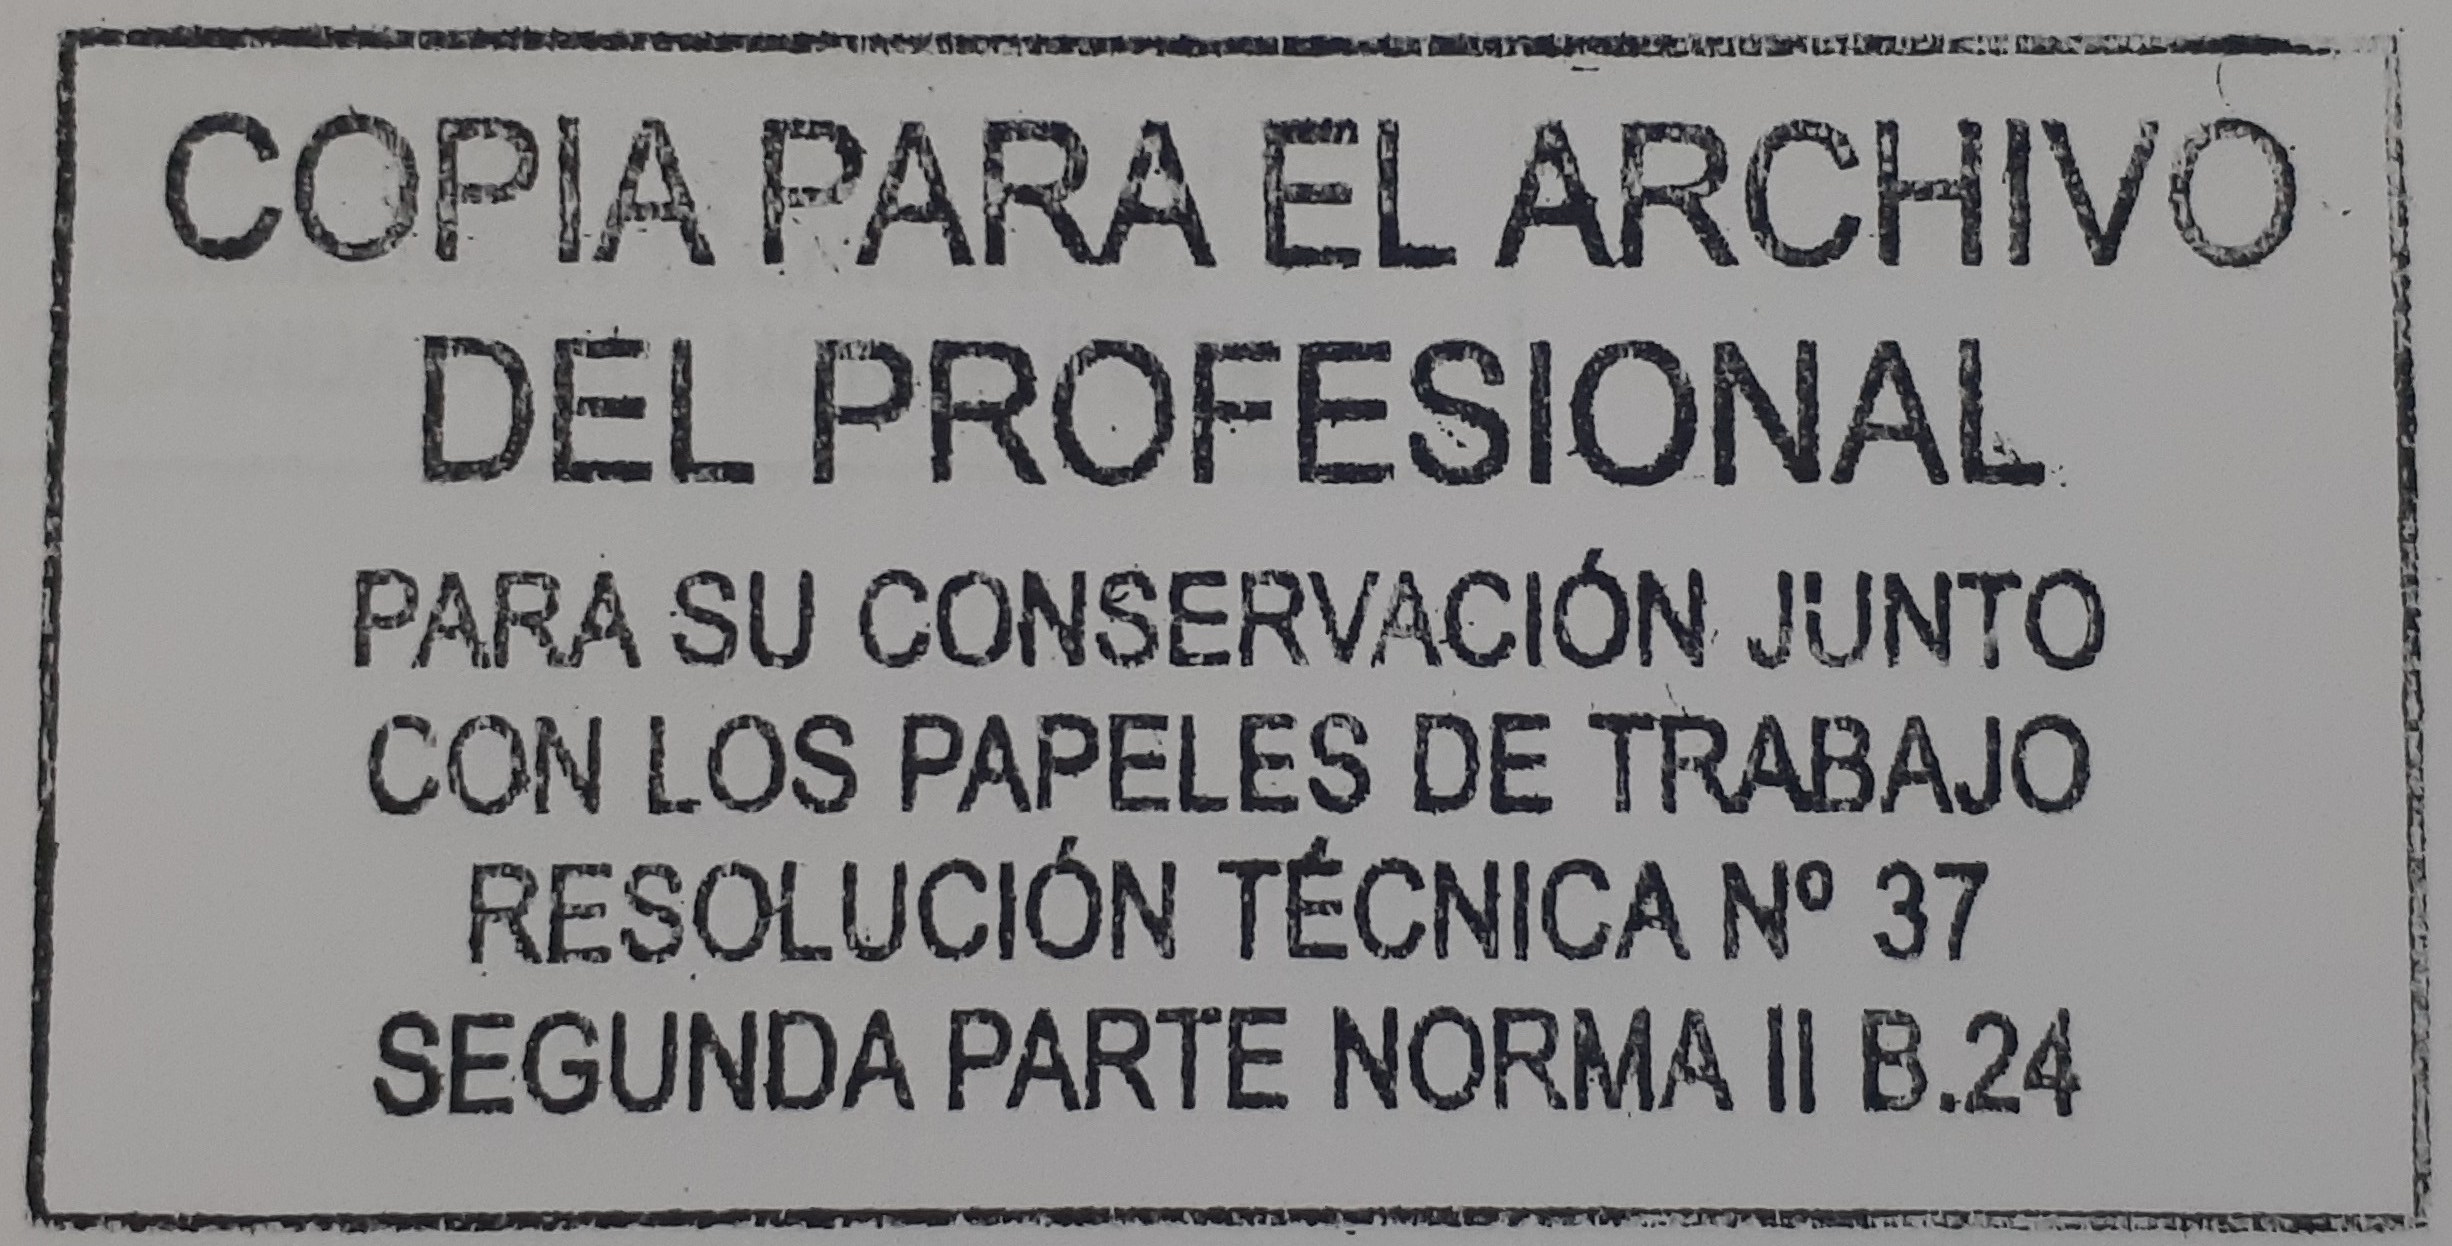 COPIA PARA EL ARCHIVO
DEL PROFESIONAL
PARA SU CONSERVACIÓN JUNTO
CON LOS PAPELES DE TRABAJO
RESOLUCIÓN TÉCNICA Nº 37
SEGUNDA PARTE NORMA II B.24